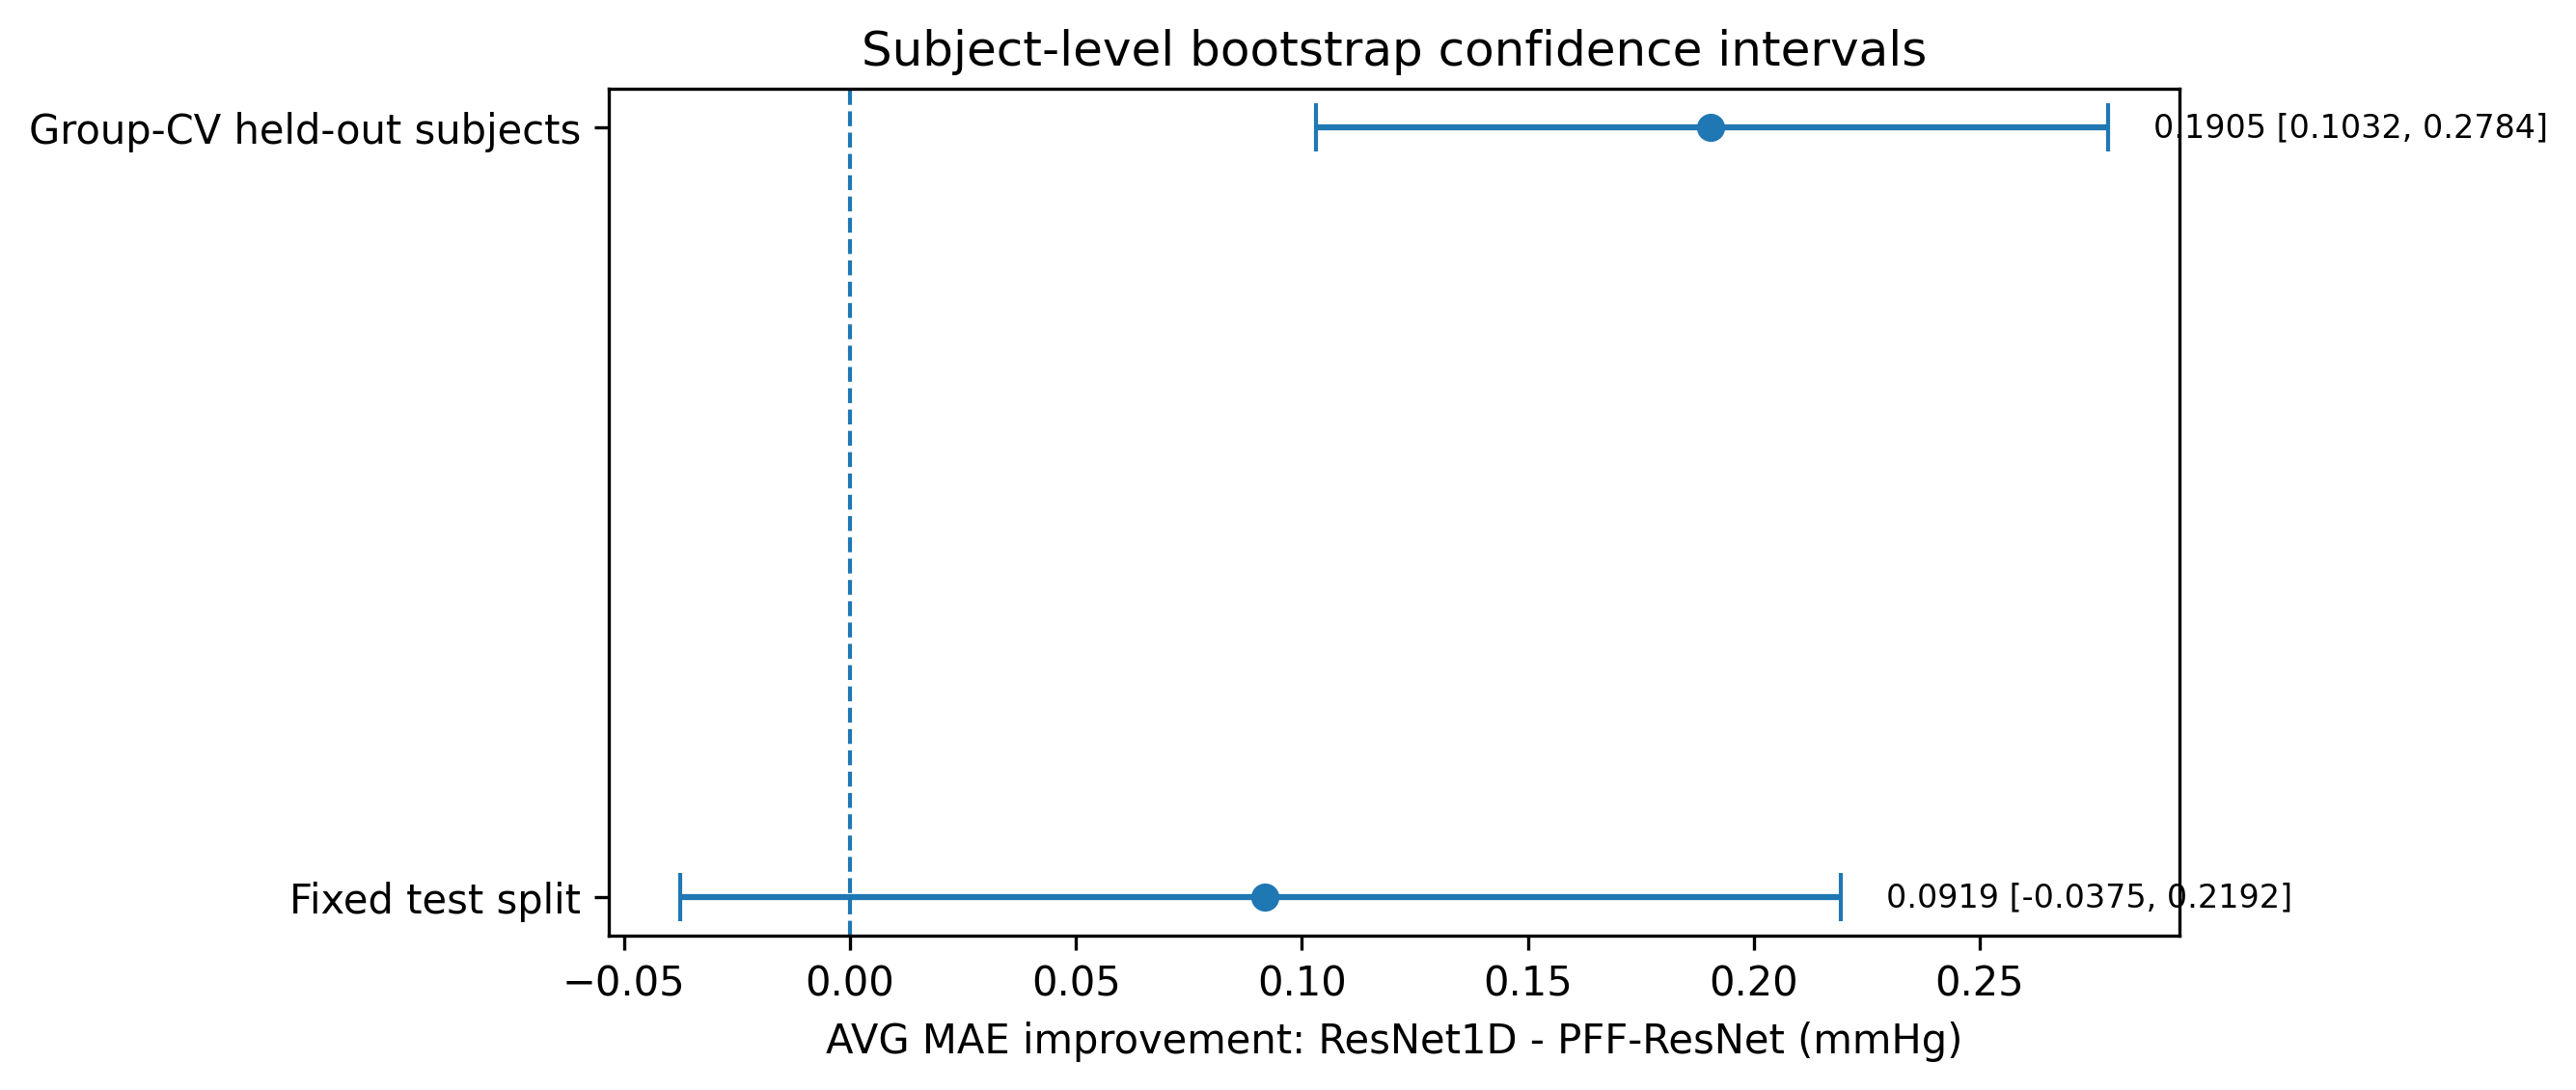 Subject-level bootstrap confidence intervals
Group-CV held-out subjects
0.1905 [0.1032, 0.2784]
Fixed test split
0.0919 [-0.0375, 0.2192]
−0.05 0.00 0.05 0.10 0.15 0.20 0.25
AVG MAE improvement: ResNet1D - PFF-ResNet (mmHg)